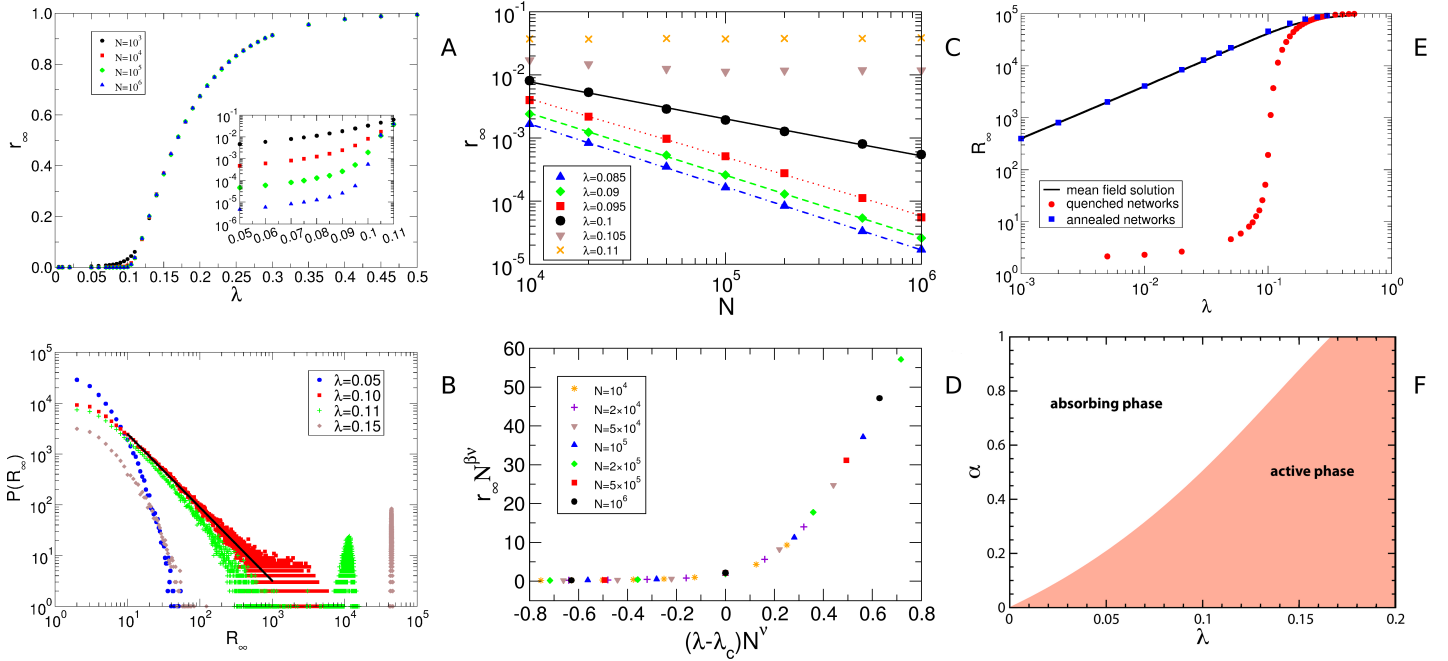 A
r∞
1.0
0.8
0.6
0.4
0.2
0.0
0 0.05 0.1 0.15 0.2 0.25 0.3 0.35 0.4 0.45 0.5
λ
N=10³
N=10⁴
N=10⁵
N=10⁶
10⁻¹
10⁻²
10⁻³
10⁻⁴
10⁻⁵
10⁻⁶
0.05 0.06 0.07 0.08 0.09 0.1 0.11
C
r∞
10⁻¹
10⁻²
10⁻³
10⁻⁴
10⁻⁵
10⁴ 10⁵ 10⁶
N
λ=0.085
λ=0.09
λ=0.095
λ=0.1
λ=0.105
λ=0.11
E
R∞
10⁵
10⁴
10³
10²
10¹
10⁰
10⁻³ 10⁻² 10⁻¹ 10⁰
λ
mean field solution
quenched networks
annealed networks
B
P(R∞)
10⁵
10⁴
10³
10²
10¹
10⁰
10⁰ 10¹ 10² 10³ 10⁴ 10⁵
R∞
λ=0.05
λ=0.10
λ=0.11
λ=0.15
D
r∞N^βν
60
50
40
30
20
10
0
-0.8 -0.6 -0.4 -0.2 0 0.2 0.4 0.6 0.8
(λ-λc)N^ν
N=10⁴
N=2×10⁴
N=5×10⁴
N=10⁵
N=2×10⁵
N=5×10⁵
N=10⁶
F
α
1
0.8
0.6
0.4
0.2
0
0 0.05 0.1 0.15 0.2
λ
absorbing phase
active phase